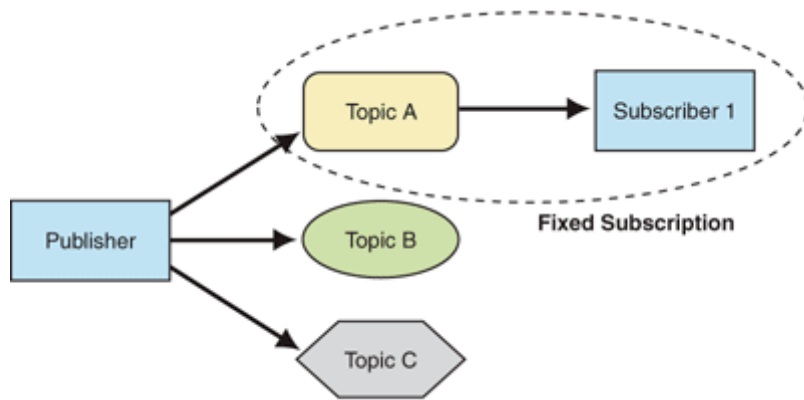 Topic A
Subscriber 1
Fixed Subscription
Publisher
Topic B
Topic C